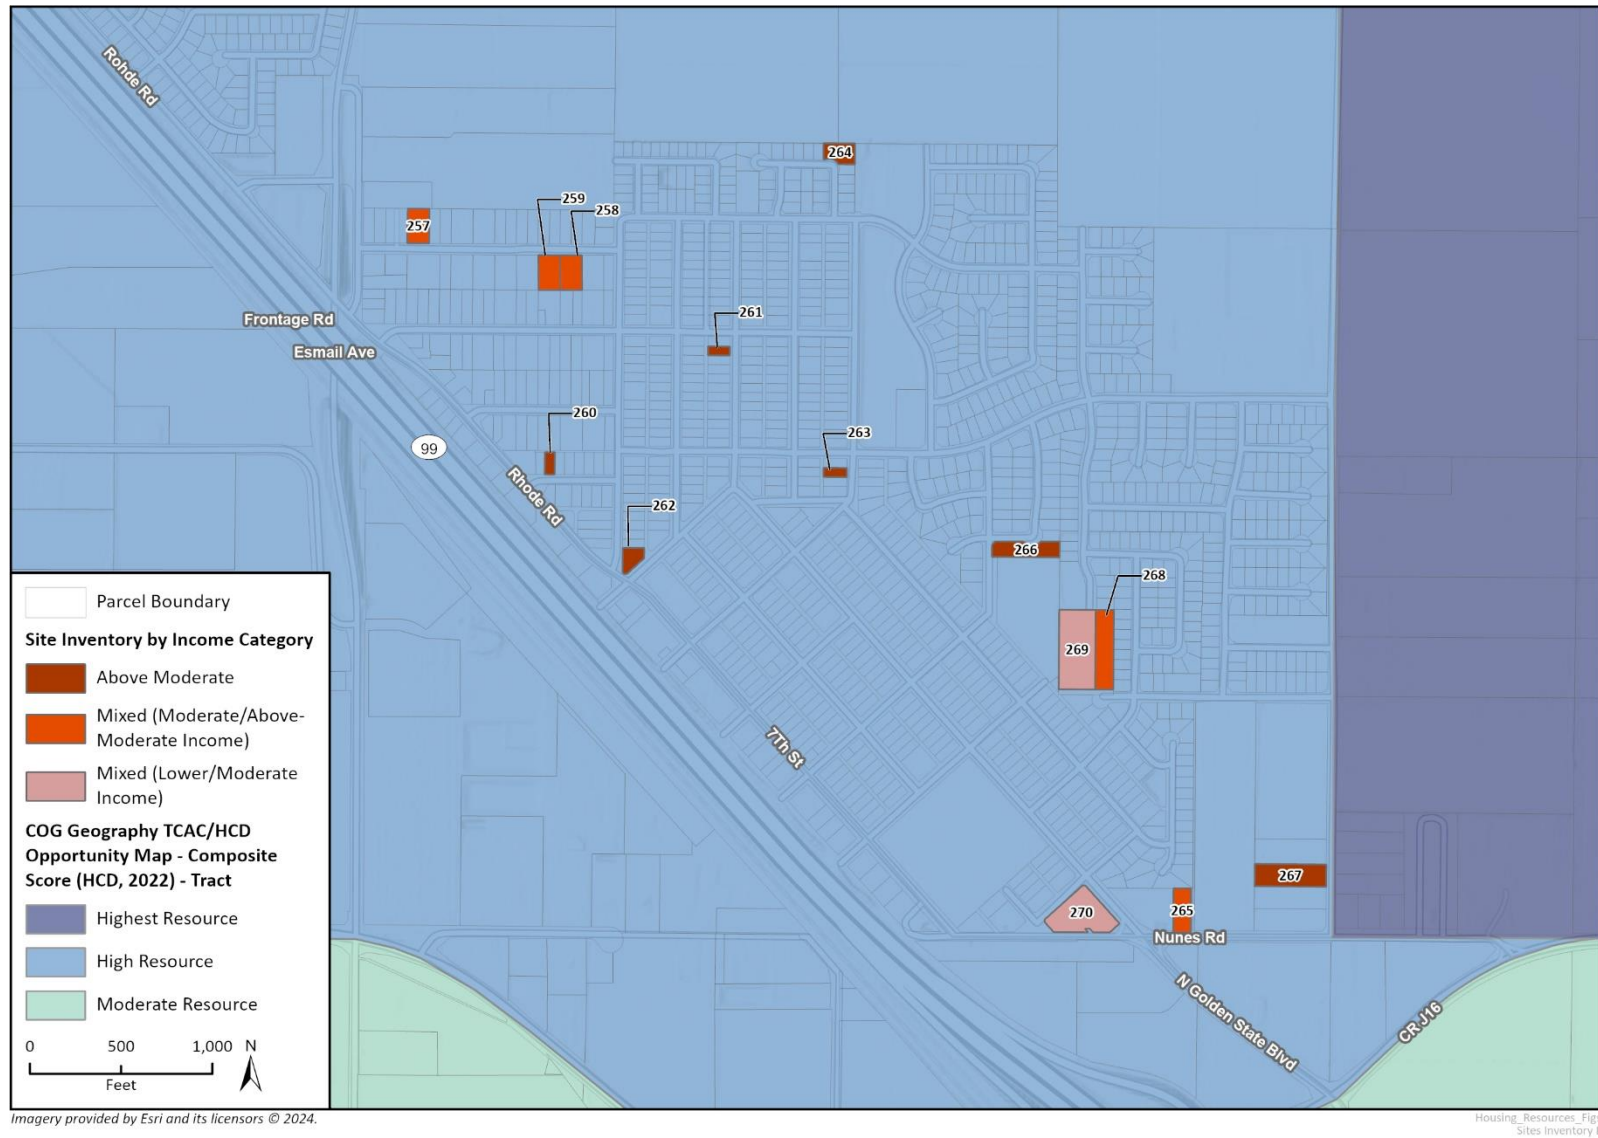 Rohde Rd
264
259
258
257
261
Frontage Rd
Esmail Ave
260
263
99
Rhode Rd
262
266
268
269
7Th St
267
270
265
Nunes Rd
N Golden State Blvd
CR J16
Parcel Boundary
Site Inventory by Income Category
Above Moderate
Mixed (Moderate/Above-
Moderate Income)
Mixed (Lower/Moderate
Income)
COG Geography TCAC/HCD
Opportunity Map - Composite
Score (HCD, 2022) - Tract
Highest Resource
High Resource
Moderate Resource
0 500 1,000 N
Feet
Imagery provided by Esri and its licensors © 2024.
Housing_Resources_Fig
Sites Inventory